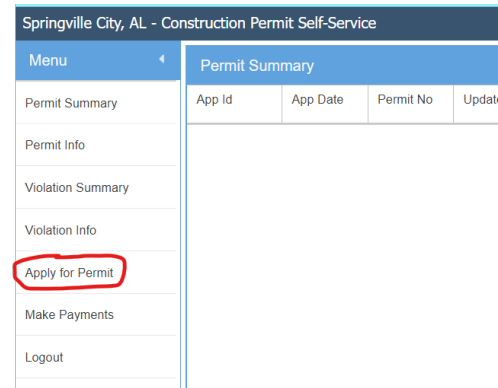 Springville City, AL - Construction Permit Self-Service
Menu
Permit Summary
App Id App Date Permit No Update
Permit Summary
Permit Info
Violation Summary
Violation Info
Apply for Permit
Make Payments
Logout